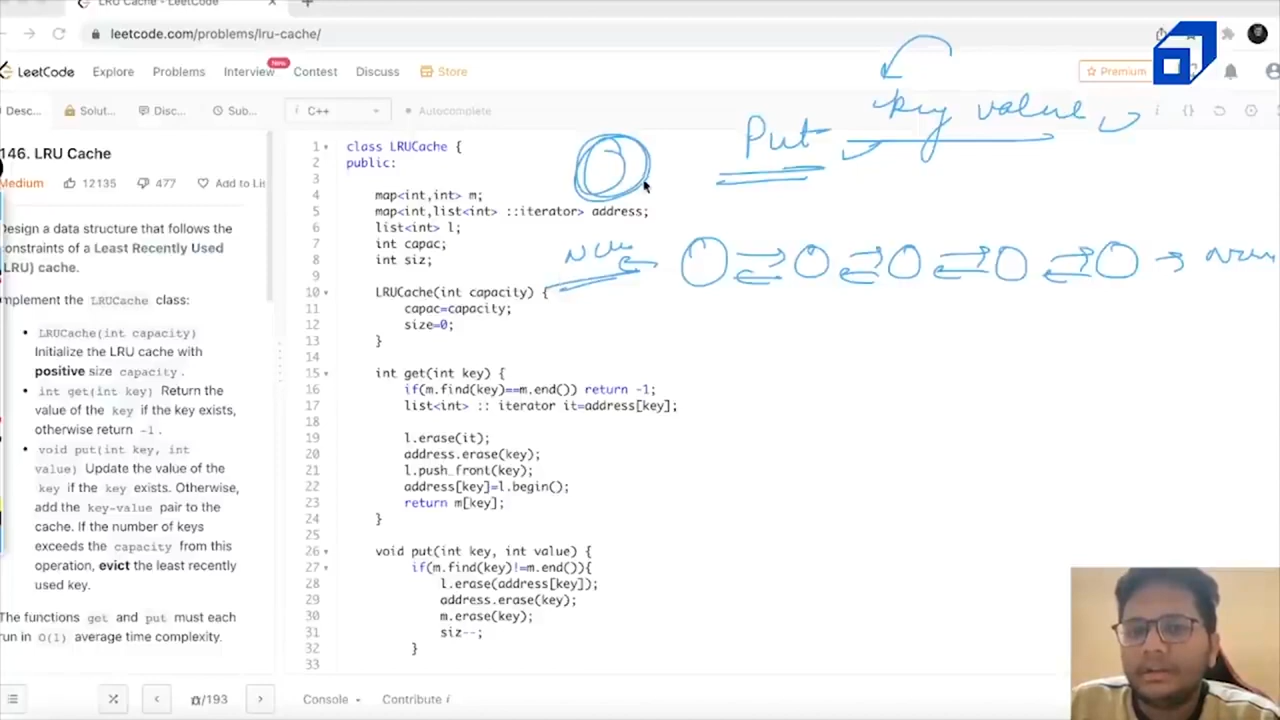 LRU Cache - LeetCode
leetcode.com/problems/lru-cache/
LeetCode Explore Problems Interview New Contest Discuss Store Premium
Desc... Solut... Disc... Sub... C++ Autocomplete
key value
Put
146. LRU Cache
Medium 12135 477 Add to Lis
Design a data structure that follows the
constraints of a Least Recently Used
(LRU) cache.
Implement the LRUCache class:
LRUCache(int capacity)
Initialize the LRU cache with
positive size capacity.
int get(int key) Return the
value of the key if the key exists,
otherwise return -1.
void put(int key, int
value) Update the value of the
key if the key exists. Otherwise,
add the key-value pair to the
cache. If the number of keys
exceeds the capacity from this
operation, evict the least recently
used key.
The functions get and put must each
run in O(1) average time complexity.
1 class LRUCache {
2 public:
3
4 map<int,int> m;
5 map<int,list<int> ::iterator> address;
6 list<int> l;
7 int capac;
8 int siz;
9
10 LRUCache(int capacity) {
11 capac=capacity;
12 size=0;
13 }
14
15 int get(int key) {
16 if(m.find(key)==m.end()) return -1;
17 list<int> :: iterator it=address[key];
18
19 l.erase(it);
20 address.erase(key);
21 l.push_front(key);
22 address[key]=l.begin();
23 return m[key];
24 }
25
26 void put(int key, int value) {
27 if(m.find(key)!=m.end()){
28 l.erase(address[key]);
29 address.erase(key);
30 m.erase(key);
31 siz--;
32 }
33
/193 Console Contribute i